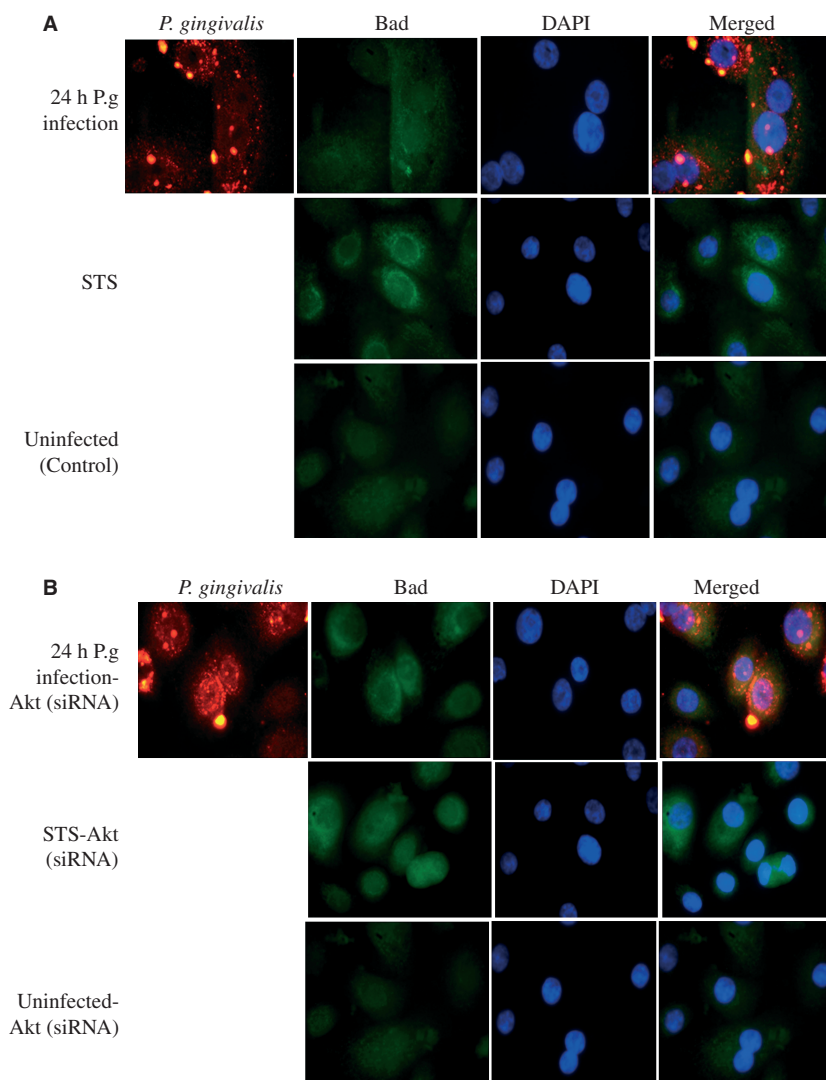 A
P. gingivalis Bad DAPI Merged
24 h P.g
infection
STS
Uninfected
(Control)
B
P. gingivalis Bad DAPI Merged
24 h P.g
infection-
Akt (siRNA)
STS-Akt
(siRNA)
Uninfected-
Akt (siRNA)